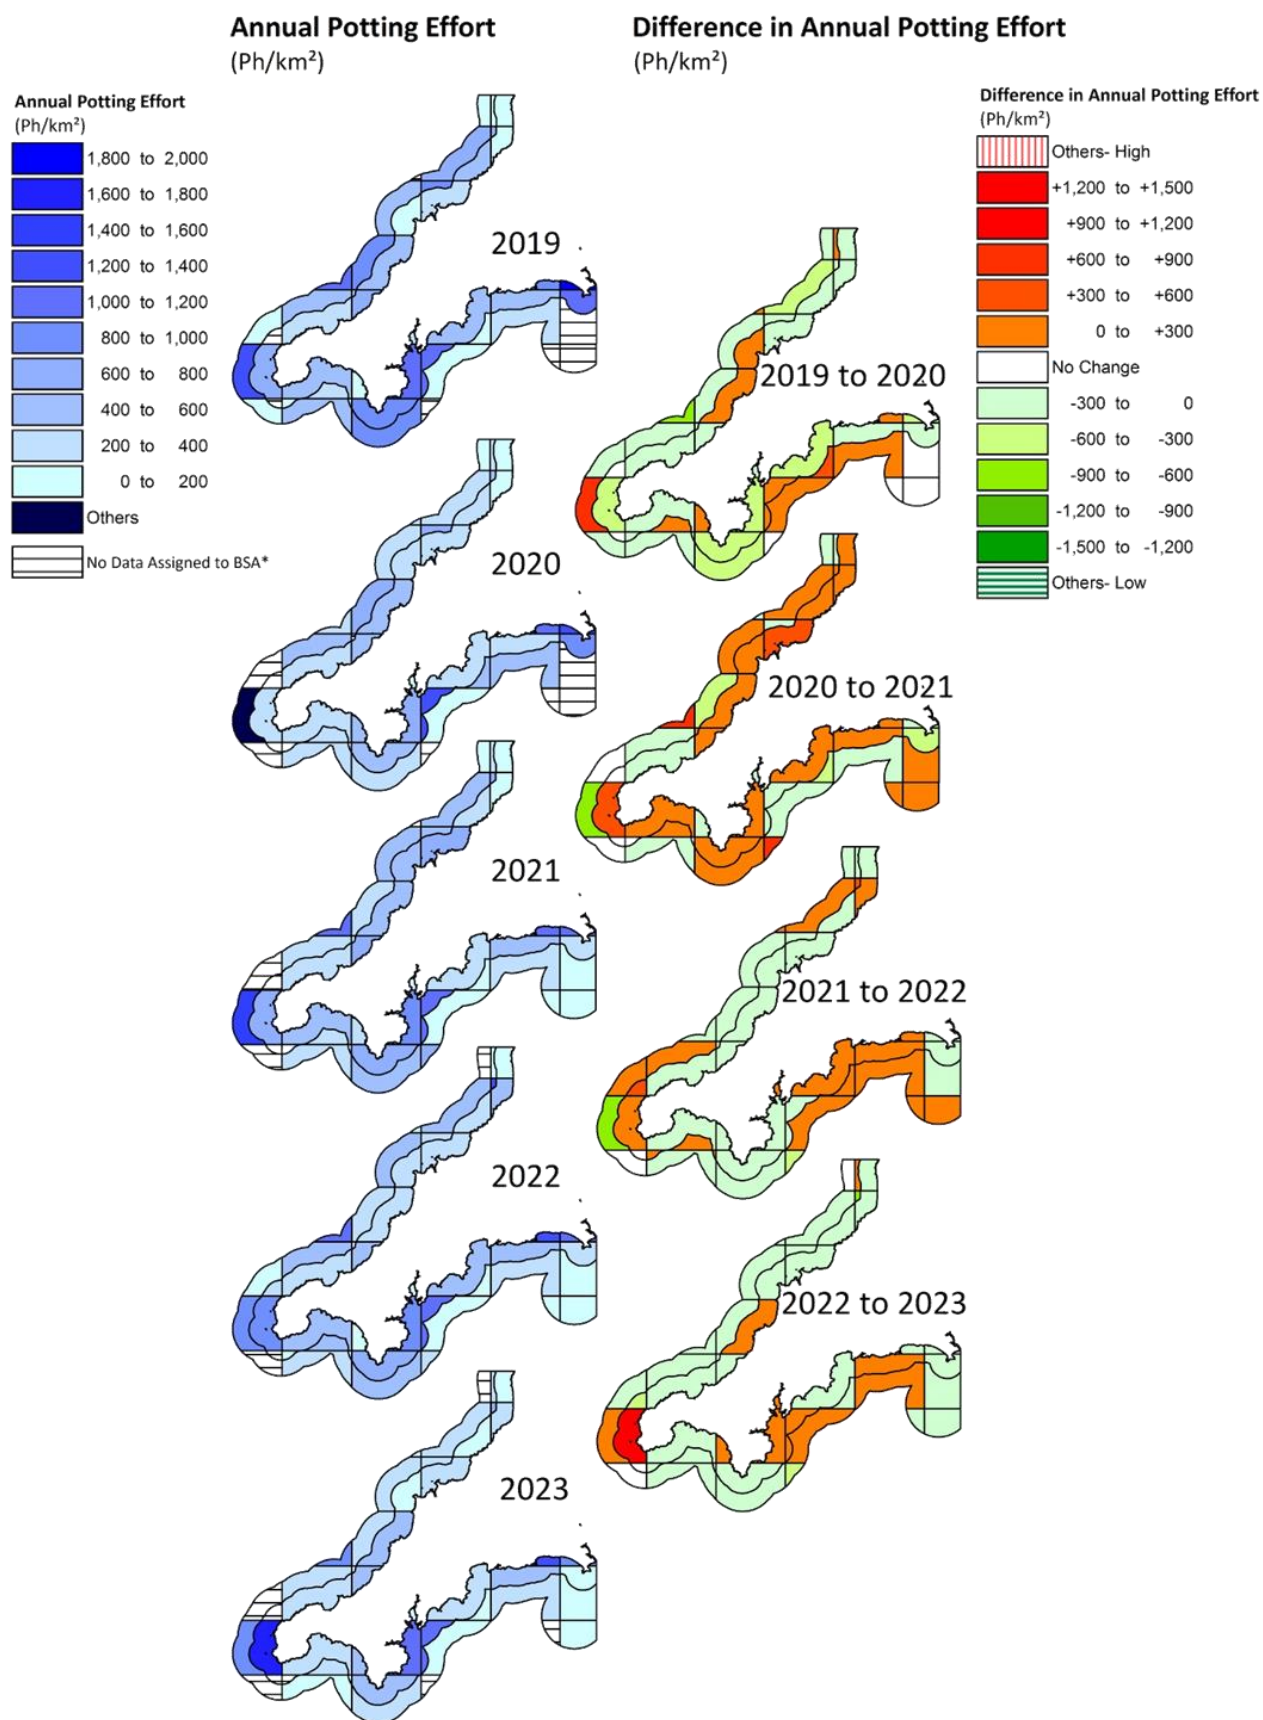 Annual Potting Effort
(Ph/km²)
Difference in Annual Potting Effort
(Ph/km²)
Annual Potting Effort
(Ph/km²)
1,800 to 2,000
1,600 to 1,800
1,400 to 1,600
1,200 to 1,400
1,000 to 1,200
800 to 1,000
600 to 800
400 to 600
200 to 400
0 to 200
Others
No Data Assigned to BSA*
Difference in Annual Potting Effort
(Ph/km²)
Others- High
+1,200 to +1,500
+900 to +1,200
+600 to +900
+300 to +600
0 to +300
No Change
-300 to 0
-600 to -300
-900 to -600
-1,200 to -900
-1,500 to -1,200
Others- Low
2019
2019 to 2020
2020
2020 to 2021
2021
2021 to 2022
2022
2022 to 2023
2023